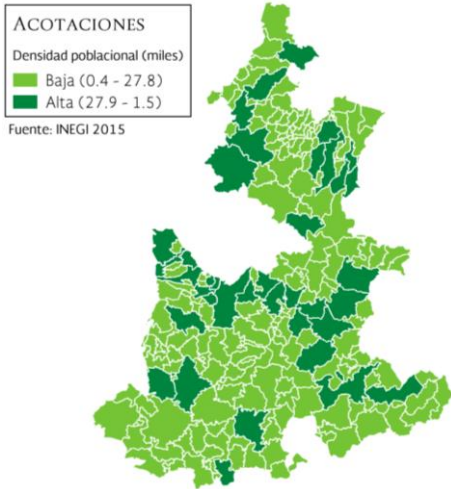 ACOTACIONES
Densidad poblacional (miles)
Baja (0.4 - 27.8)
Alta (27.9 - 1.5)
Fuente: INEGI 2015